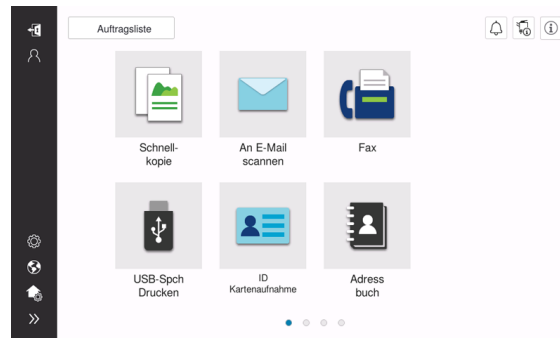 Auftragsliste
Schnell-
kopie
An E-Mail
scannen
Fax
USB-Spch
Drucken
ID
Kartenaufnahme
Adress
buch